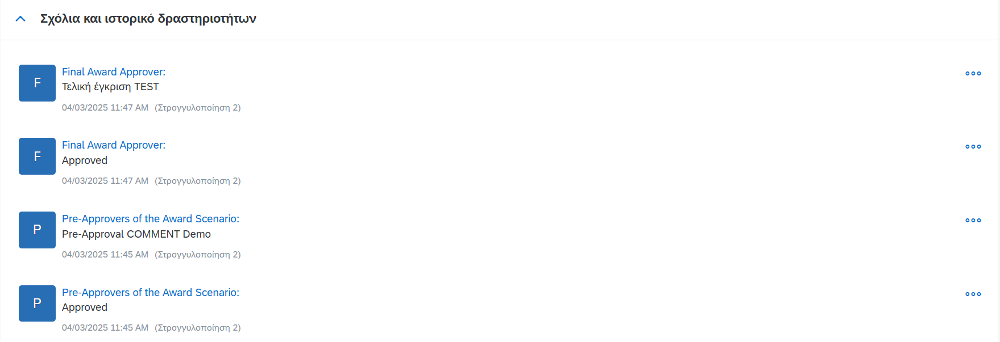 Σχόλια και ιστορικό δραστηριοτήτων
F
Final Award Approver:
Τελική έγκριση TEST
04/03/2025 11:47 AM (Στρογγυλοποίηση 2)
F
Final Award Approver:
Approved
04/03/2025 11:47 AM (Στρογγυλοποίηση 2)
P
Pre-Approvers of the Award Scenario:
Pre-Approval COMMENT Demo
04/03/2025 11:45 AM (Στρογγυλοποίηση 2)
P
Pre-Approvers of the Award Scenario:
Approved
04/03/2025 11:45 AM (Στρογγυλοποίηση 2)